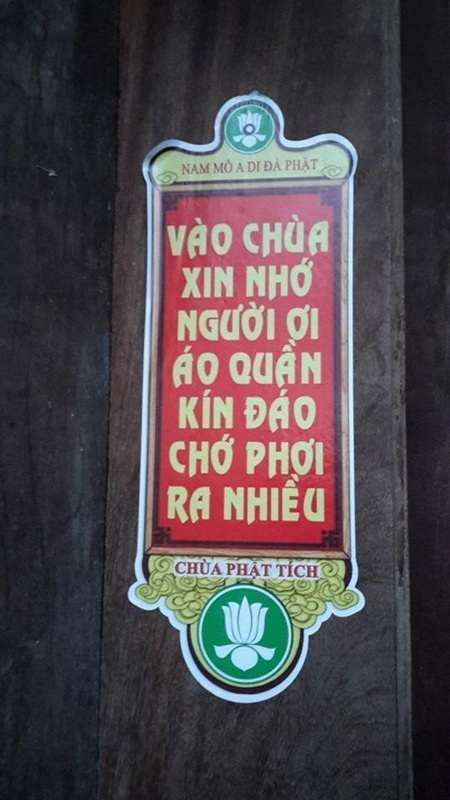 NAM MÔ A DI ĐÀ PHẬT
VÀO CHÙA
XIN NHỚ
NGƯỜI ƠI
ÁO QUẦN
KÍN ĐÁO
CHỚ PHƠI
RA NHIỀU
CHÙA PHẬT TÍCH